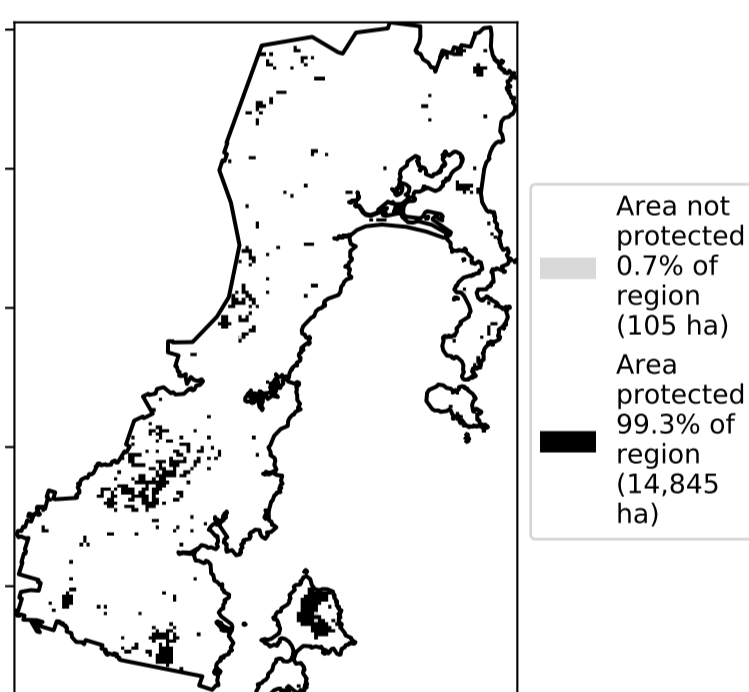 Area not
protected
0.7% of
region
(105 ha)
Area
protected
99.3% of
region
(14,845
ha)